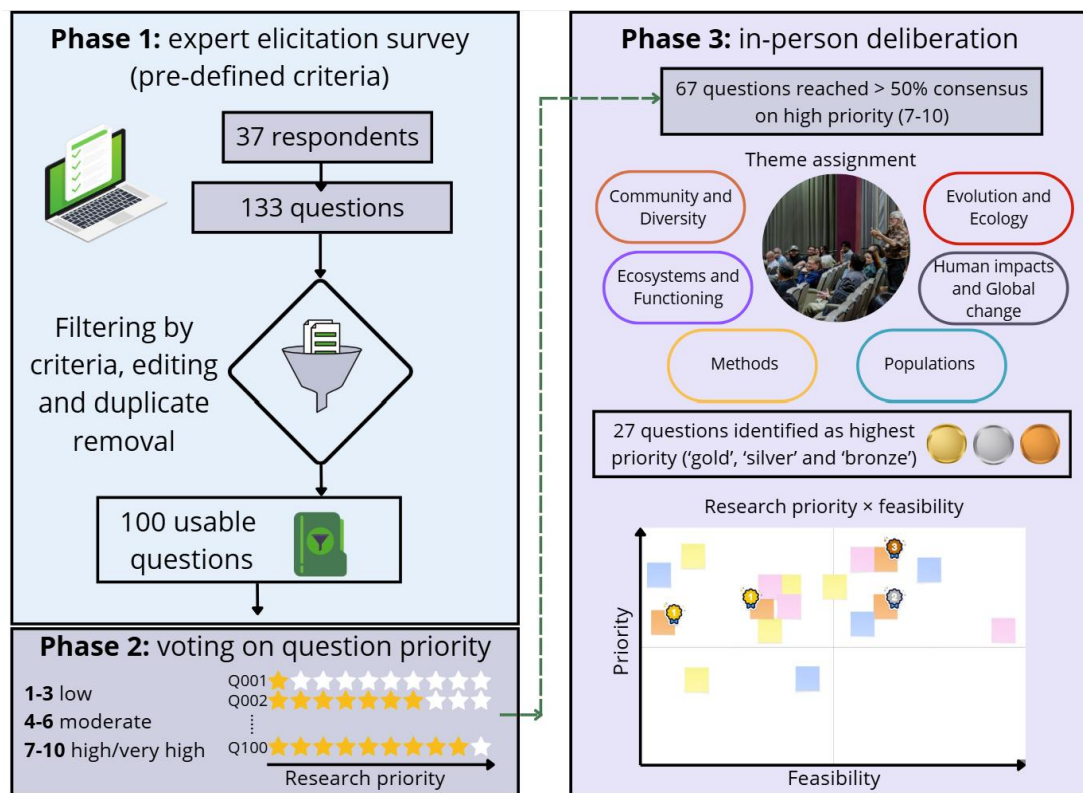 Phase 1: expert elicitation survey
(pre-defined criteria)
37 respondents
133 questions
Filtering by
criteria, editing
and duplicate
removal
100 usable
questions
Phase 2: voting on question priority
1-3 low
4-6 moderate
7-10 high/very high
Q001
Q002
Q100
Research priority
Phase 3: in-person deliberation
67 questions reached > 50% consensus
on high priority (7-10)
Theme assignment
Community and
Diversity
Evolution and
Ecology
Ecosystems and
Functioning
Human impacts
and Global
change
Methods
Populations
27 questions identified as highest
priority (‘gold’, ‘silver’ and ‘bronze’)
Research priority × feasibility
Priority
3
1
1
Feasibility